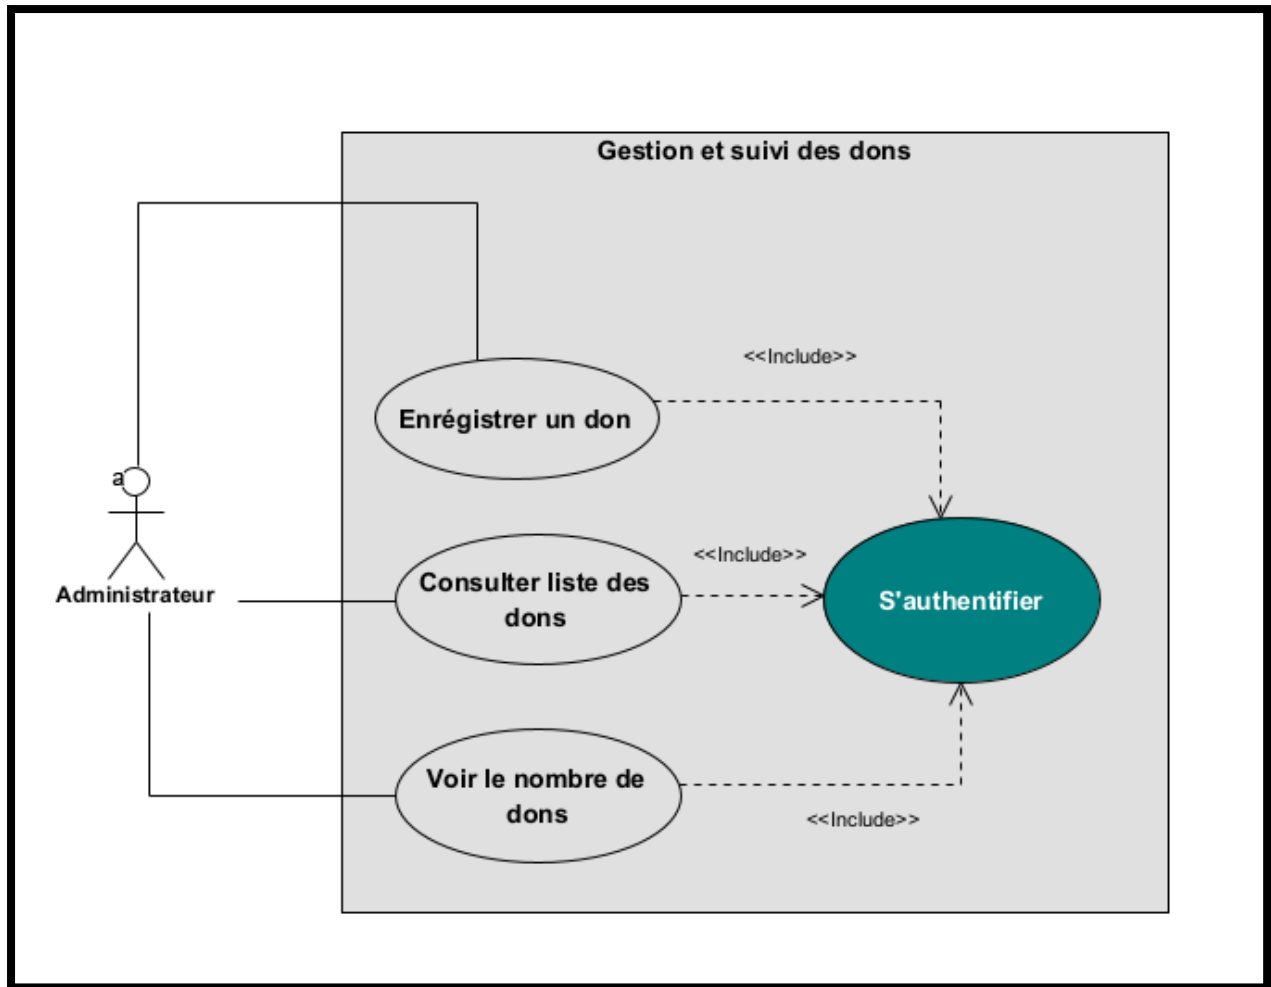 Gestion et suivi des dons
<<Include>>
Enrégistrer un don
a
<<Include>>
Consulter liste des
dons
S'authentifier
Administrateur
Voir le nombre de
dons
<<Include>>